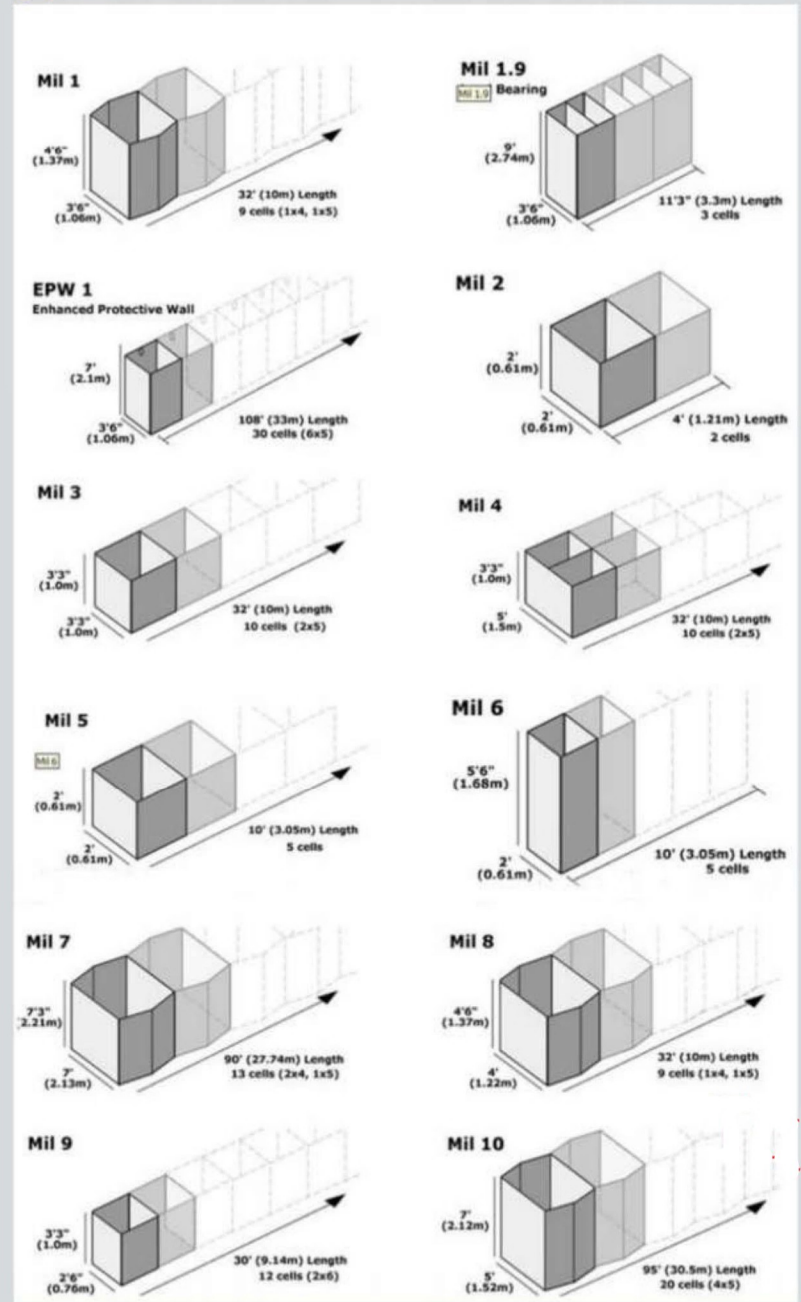 Mil 1
4'6"
(1.37m)
3'6"
(1.06m)
32' (10m) Length
9 cells (1x4, 1x5)
Mil 1.9
Mil 1.9 Bearing
9'
(2.74m)
3'6"
(1.06m)
11'3" (3.3m) Length
3 cells
EPW 1
Enhanced Protective Wall
7'
(2.1m)
3'6"
(1.06m)
108' (33m) Length
30 cells (6x5)
Mil 2
2'
(0.61m)
2'
(0.61m)
4' (1.21m) Length
2 cells
Mil 3
3'3"
(1.0m)
3'3"
(1.0m)
32' (10m) Length
10 cells (2x5)
Mil 4
3'3"
(1.0m)
5'
(1.5m)
32' (10m) Length
10 cells (2x5)
Mil 5
Mil 6
2'
(0.61m)
2'
(0.61m)
10' (3.05m) Length
5 cells
Mil 6
5'6"
(1.68m)
2'
(0.61m)
10' (3.05m) Length
5 cells
Mil 7
7'3"
2.21m)
7'
(2.13m)
90' (27.74m) Length
13 cells (2x4, 1x5)
Mil 8
4'6"
(1.37m)
4'
(1.22m)
32' (10m) Length
9 cells (1x4, 1x5)
Mil 9
3'3"
(1.0m)
2'6"
(0.76m)
30' (9.14m) Length
12 cells (2x6)
Mil 10
7'
(2.12m)
5'
(1.52m)
95' (30.5m) Length
20 cells (4x5)